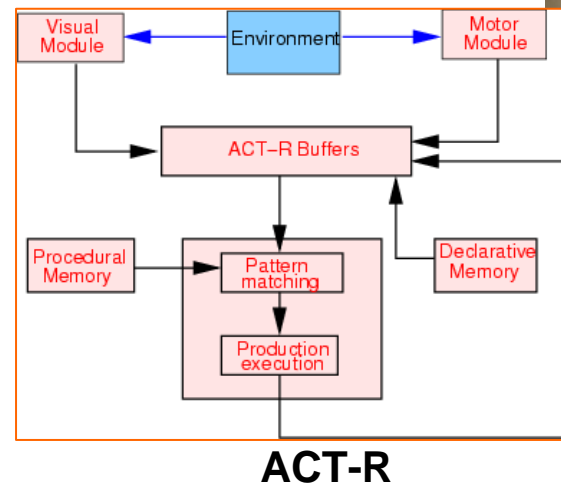 Visual
Module
Environment
Motor
Module
ACT–R Buffers
Procedural
Memory
Pattern
matching
Declarative
Memory
Production
execution
ACT-R